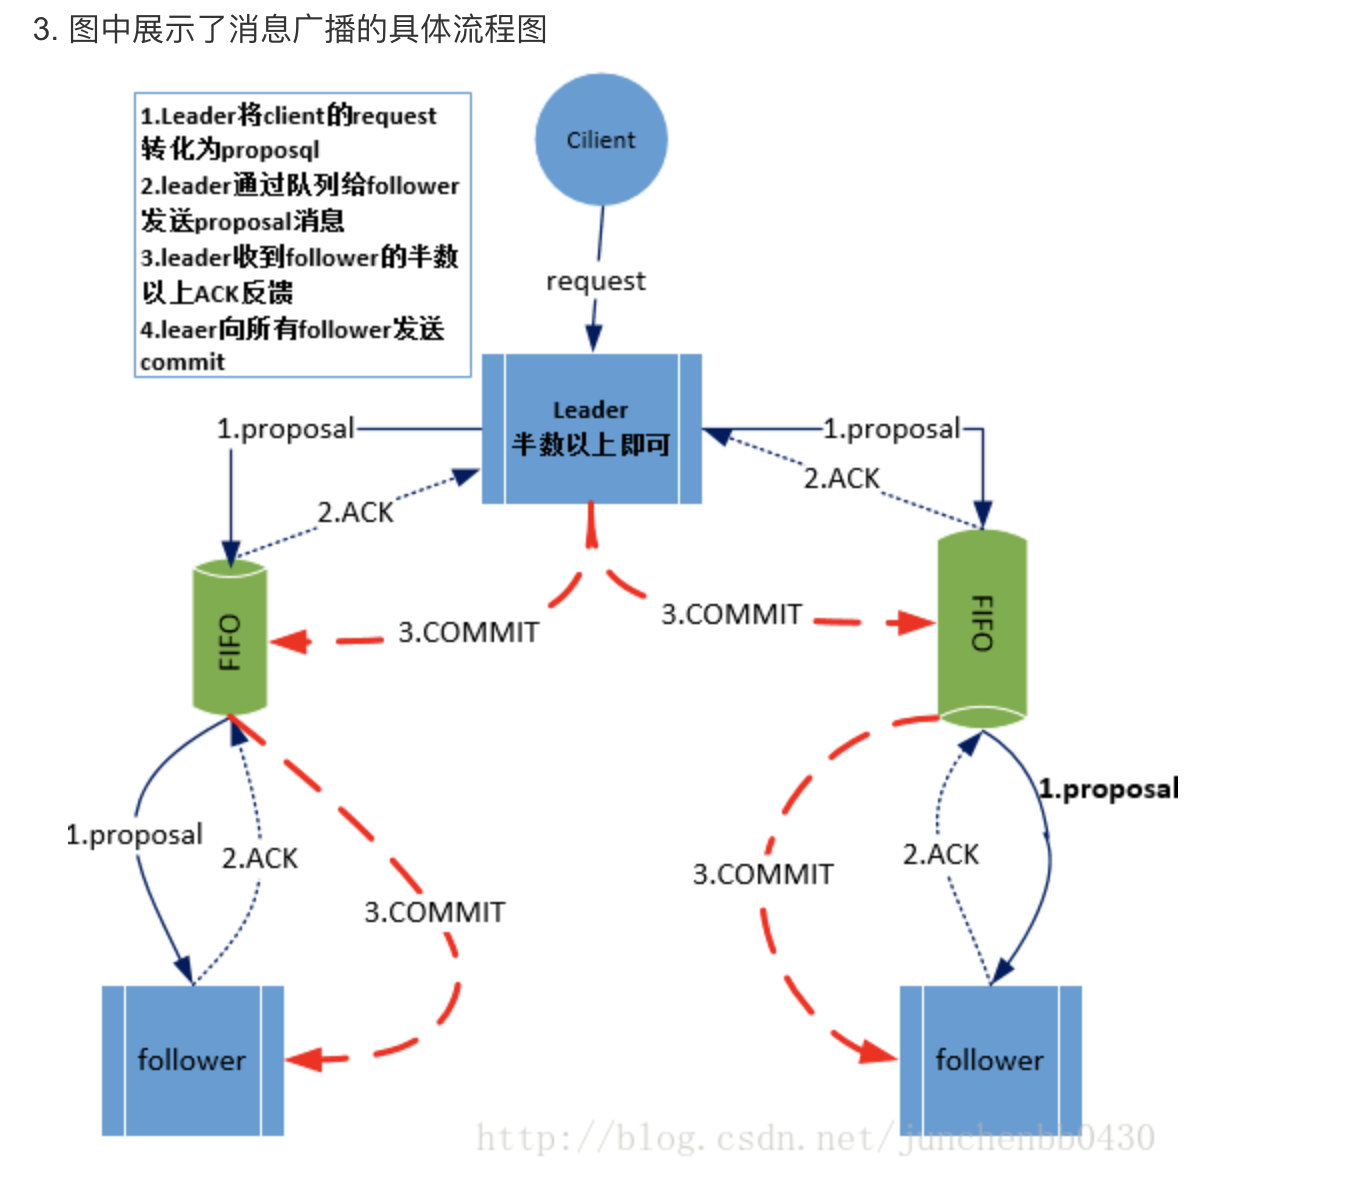 3. 图中展示了消息广播的具体流程图
1.Leader将client的request
转化为proposql
2.leader通过队列给follower
发送proposal消息
3.leader收到follower的半数
以上ACK反馈
4.leaer向所有follower发送
commit
Cilient
request
Leader
半数以上即可
1.proposal
1.proposal
2.ACK
2.ACK
FIFO
FIFO
3.COMMIT
3.COMMIT
1.proposal
1.proposal
2.ACK
2.ACK
3.COMMIT
3.COMMIT
follower
follower
http://blog.csdn.net/junchenbb0430